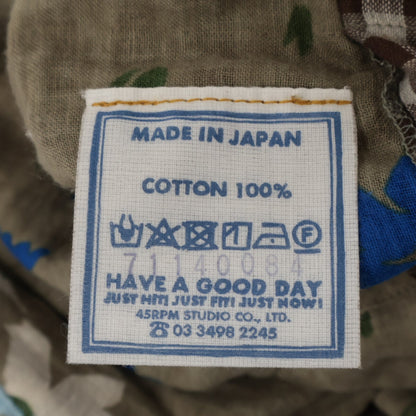 MADE IN JAPAN
COTTON 100%
F
71140084
HAVE A GOOD DAY
JUST HIT! JUST FIT! JUST NOW!
45RPM STUDIO CO., LTD.
☎ 03 3498 2245